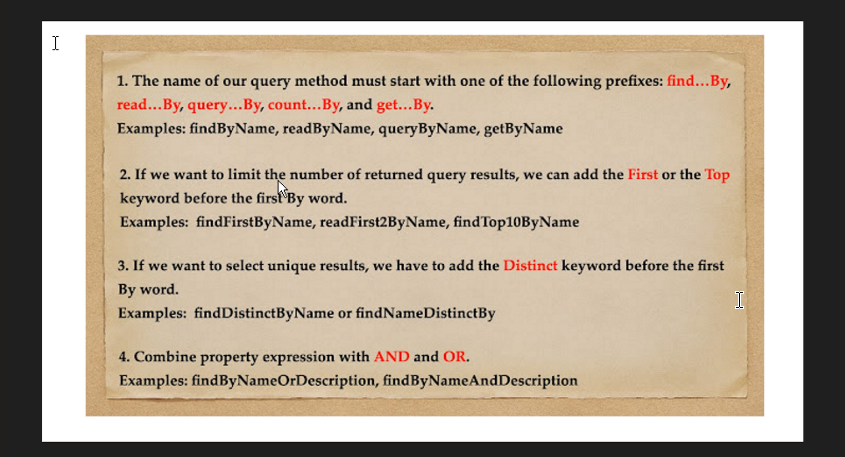 1. The name of our query method must start with one of the following prefixes: find…By,
read…By, query…By, count…By, and get…By.
Examples: findByName, readByName, queryByName, getByName
2. If we want to limit the number of returned query results, we can add the First or the Top
keyword before the first By word.
Examples: findFirstByName, readFirst2ByName, findTop10ByName
3. If we want to select unique results, we have to add the Distinct keyword before the first
By word.
Examples: findDistinctByName or findNameDistinctBy
4. Combine property expression with AND and OR.
Examples: findByNameOrDescription, findByNameAndDescription